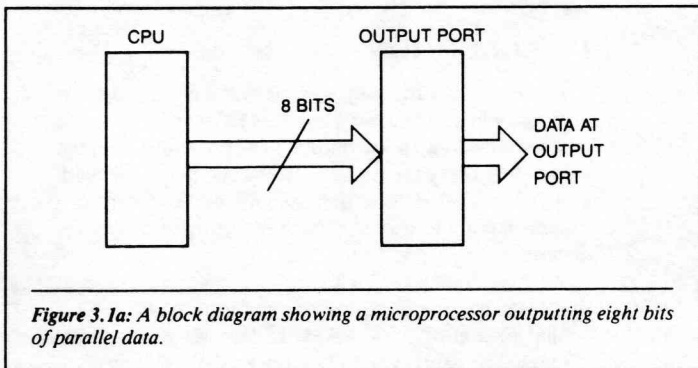 CPU
OUTPUT PORT
8 BITS
DATA AT
OUTPUT
PORT
Figure 3.1a: A block diagram showing a microprocessor outputting eight bits
of parallel data.